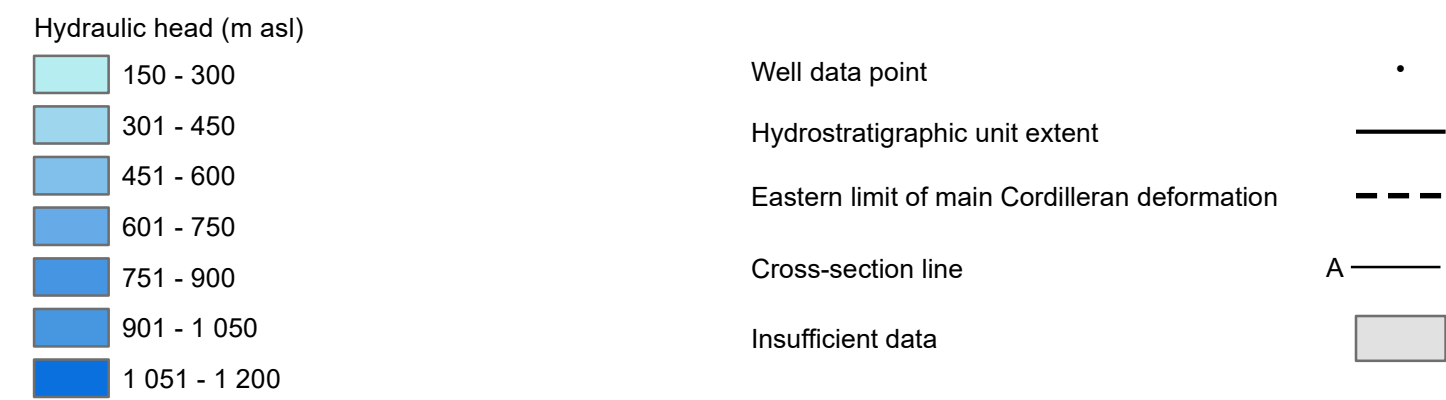 Hydraulic head (m asl)
150 - 300
301 - 450
451 - 600
601 - 750
751 - 900
901 - 1 050
1 051 - 1 200
Well data point
Hydrostratigraphic unit extent
Eastern limit of main Cordilleran deformation
Cross-section line
A
Insufficient data